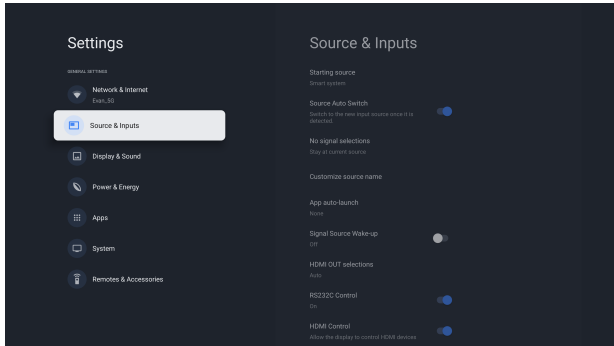 Settings
GENERAL SETTINGS
Network & Internet
Evan_5G
Source & Inputs
Display & Sound
Power & Energy
Apps
System
Remotes & Accessories
Source & Inputs
Starting source
Smart system
Source Auto Switch
Switch to the new input source once it is
detected.
No signal selections
Stay at current source
Customize source name
App auto-launch
None
Signal Source Wake-up
Off
HDMI OUT selections
Auto
RS232C Control
On
HDMI Control
Allow the display to control HDMI devices